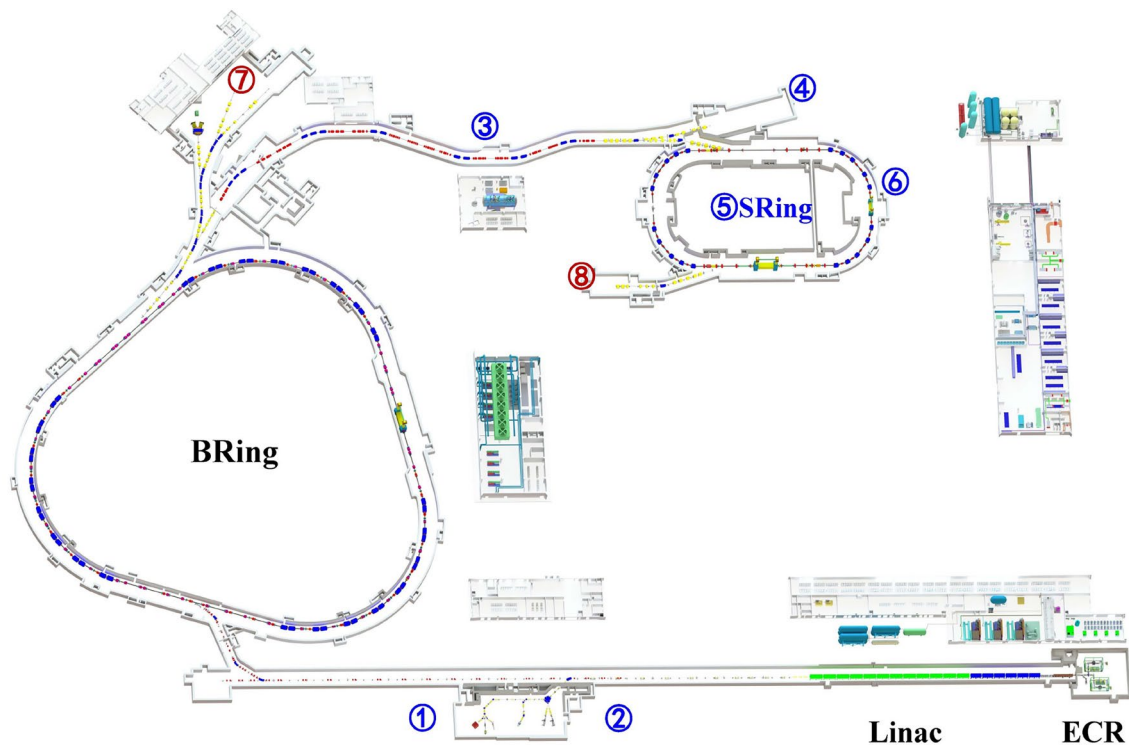 ⑦
④
③
⑥
⑤SRing
⑧
BRing
①
②
Linac
ECR